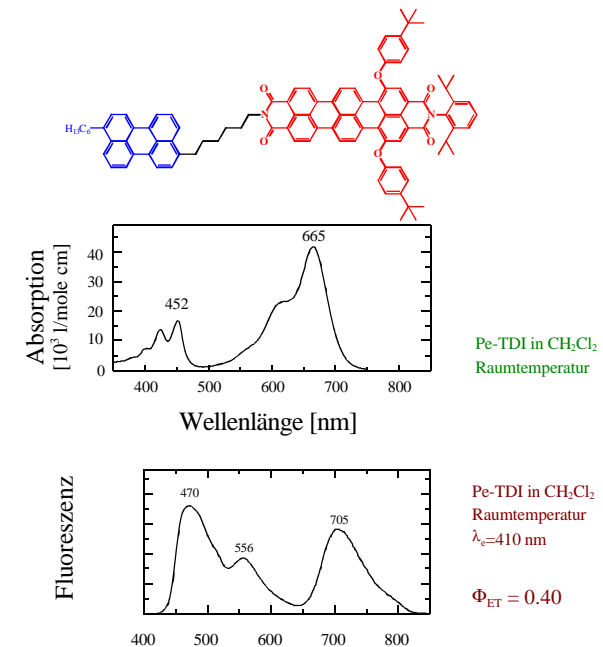 O
O
N
O
O
N
O
O
H₁₃C₆
665
452
Absorption
[10³ l/mole cm]
40
30
20
10
0
400 500 600 700 800
Wellenlänge [nm]
Pe-TDI in CH₂Cl₂
Raumtemperatur
470
556
705
Fluoreszenz
400 500 600 700 800
Pe-TDI in CH₂Cl₂
Raumtemperatur
λₑ=410 nm
Φ_ET = 0.40